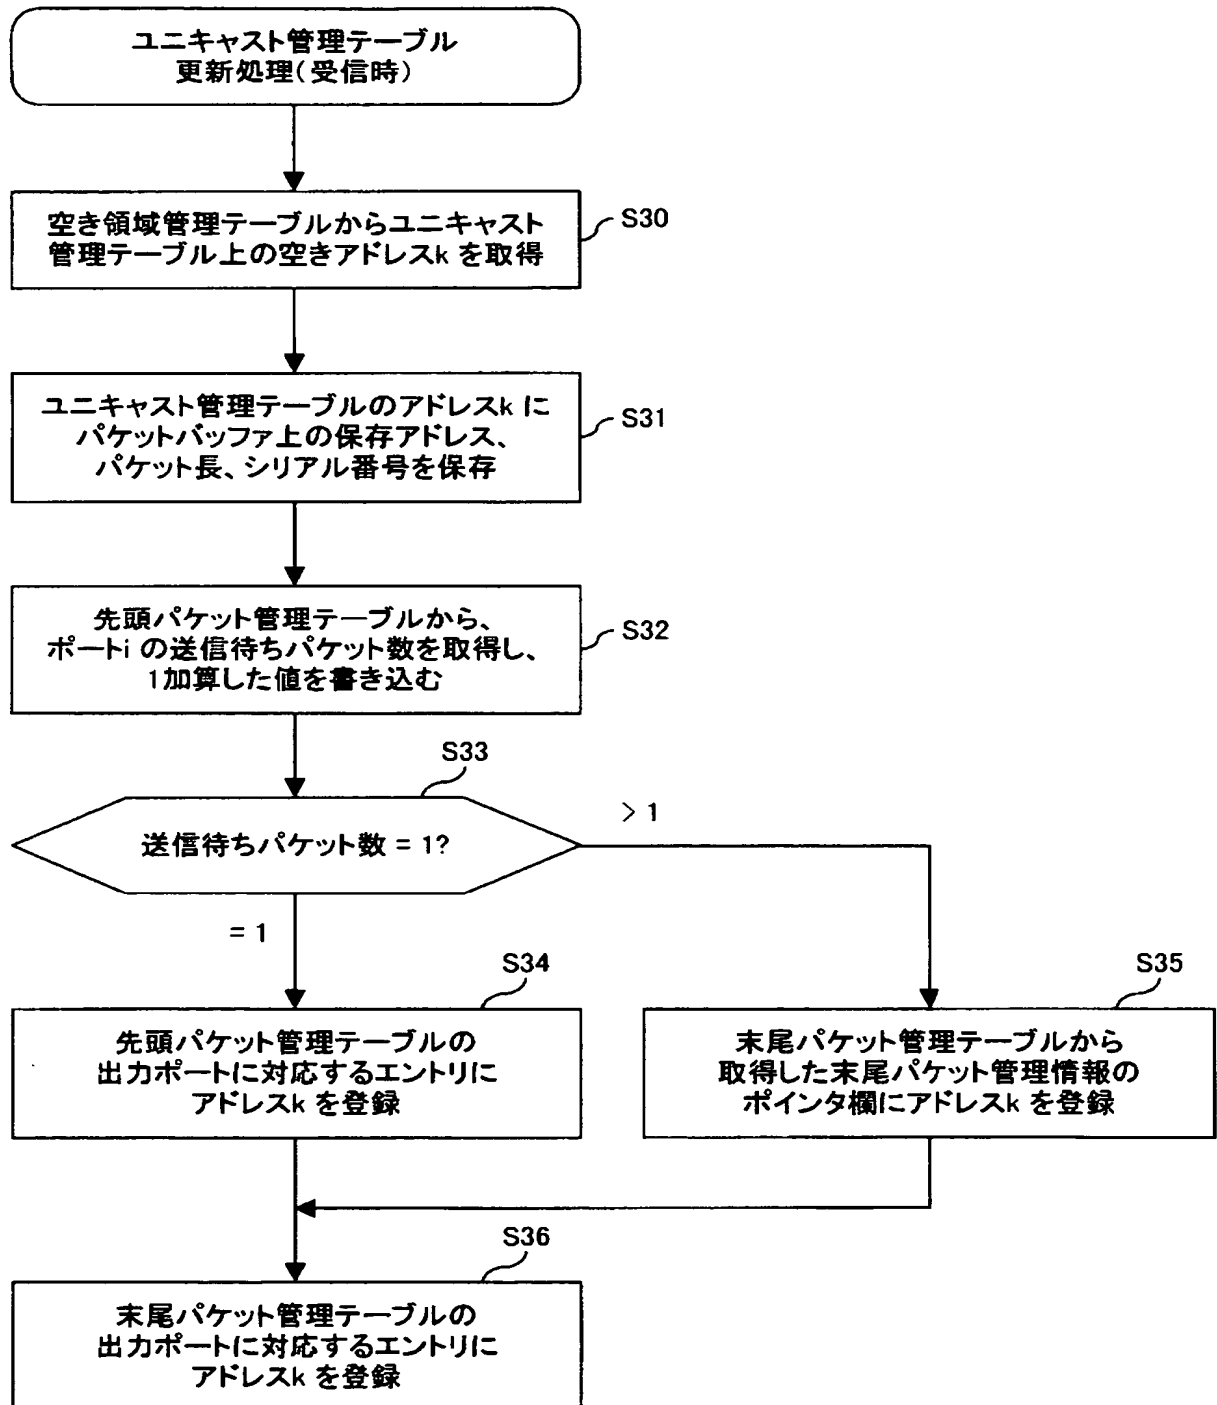 ユニキャスト管理テーブル
更新処理(受信時)
空き領域管理テーブルからユニキャスト
管理テーブル上の空きアドレスk を取得
S30
ユニキャスト管理テーブルのアドレスk に
パケットバッファ上の保存アドレス、
パケット長、シリアル番号を保存
S31
先頭パケット管理テーブルから、
ポートi の送信待ちパケット数を取得し、
1加算した値を書き込む
S32
S33
送信待ちパケット数 = 1?
> 1
= 1
S34
先頭パケット管理テーブルの
出力ポートに対応するエントリに
アドレスk を登録
S35
末尾パケット管理テーブルから
取得した末尾パケット管理情報の
ポインタ欄にアドレスk を登録
S36
末尾パケット管理テーブルの
出力ポートに対応するエントリに
アドレスk を登録